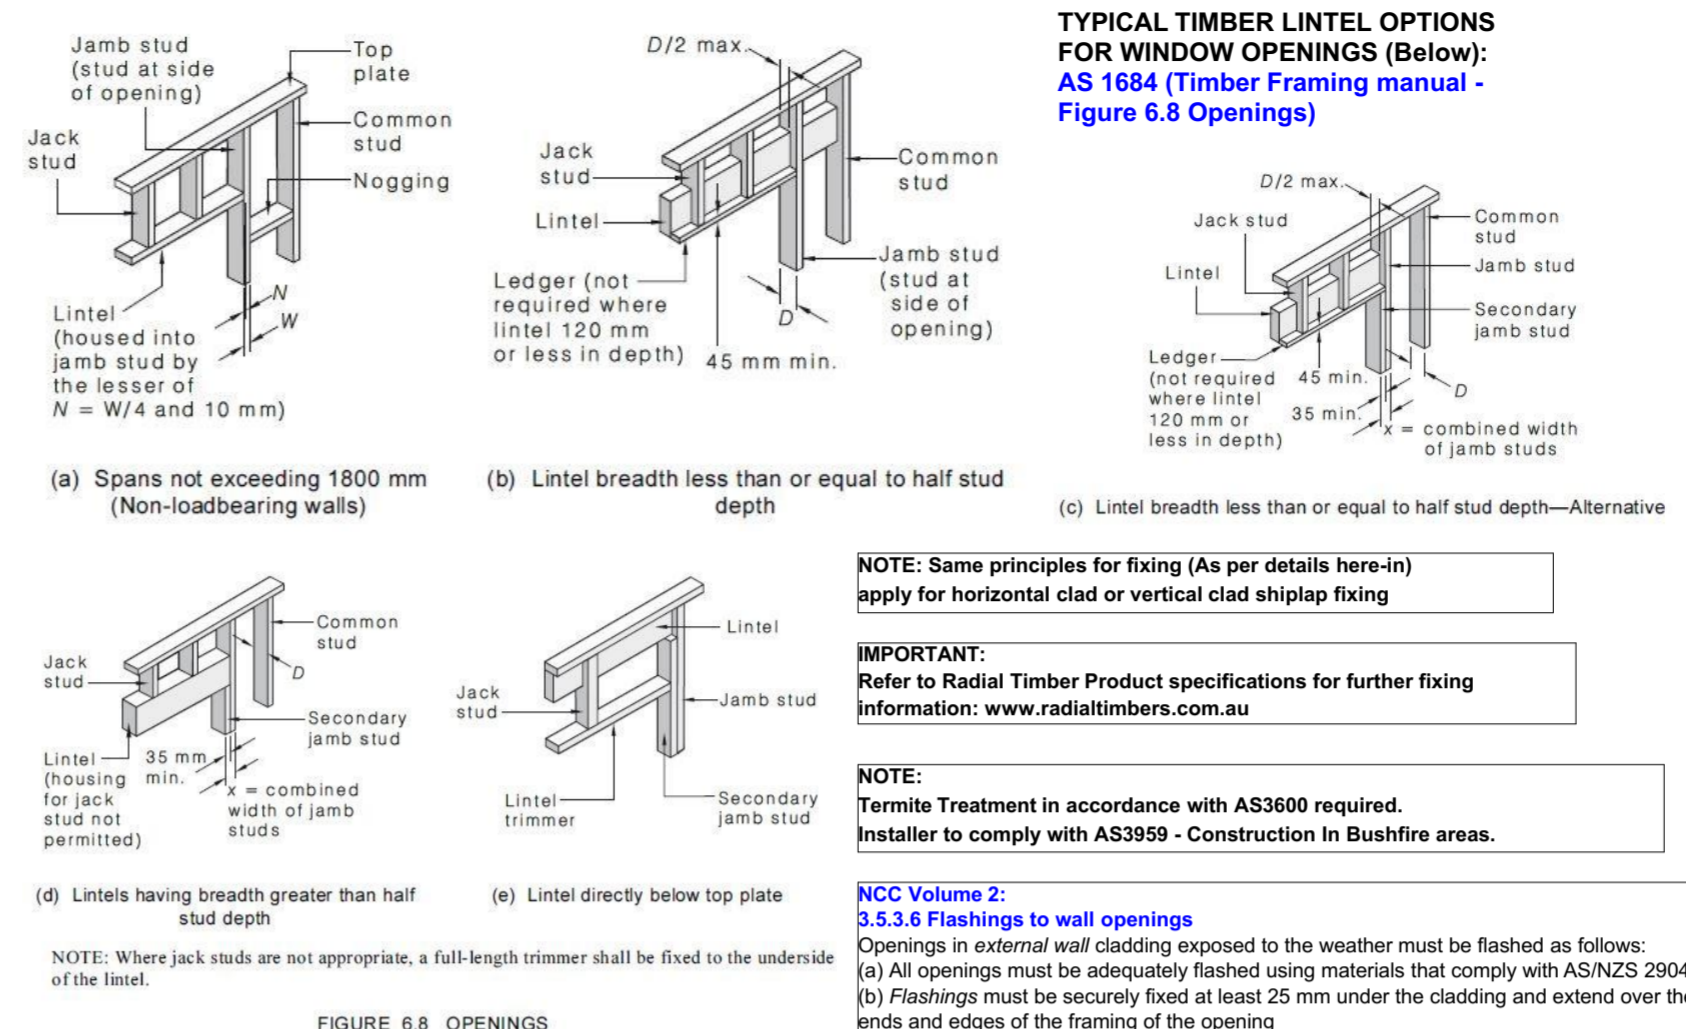 TYPICAL TIMBER LINTEL OPTIONS
FOR WINDOW OPENINGS (Below):
AS 1684 (Timber Framing manual -
Figure 6.8 Openings)
Jamb stud
(stud at side
of opening)
Top
plate
Jack
stud
Common
stud
Nogging
N
W
Lintel
(housed into
jamb stud by
the lesser of
N = W/4 and 10 mm)
(a) Spans not exceeding 1800 mm
(Non-loadbearing walls)
D/2 max.
Jack
stud
Common
stud
Lintel
Ledger (not
required where
lintel 120 mm
or less in depth)
45 mm min.
D
Jamb stud
(stud at
side of
opening)
(b) Lintel breadth less than or equal to half stud
depth
D/2 max.
Jack stud
Common
stud
Lintel
Jamb stud
Secondary
jamb stud
Ledger
(not required
where lintel
120 mm or
less in depth)
45 min.
35 min.
D
x = combined width
of jamb studs
(c) Lintel breadth less than or equal to half stud depth—Alternative
Common
stud
Jack
stud
D
Secondary
jamb stud
Lintel
(housing
for jack
stud not
permitted)
35 mm
min.
x = combined
width of jamb
studs
(d) Lintels having breadth greater than half
stud depth
Lintel
Jack
stud
Jamb stud
Lintel
trimmer
Secondary
jamb stud
(e) Lintel directly below top plate
NOTE: Where jack studs are not appropriate, a full-length trimmer shall be fixed to the underside
of the lintel.
FIGURE 6.8 OPENINGS
NOTE: Same principles for fixing (As per details here-in)
apply for horizontal clad or vertical clad shiplap fixing
IMPORTANT:
Refer to Radial Timber Product specifications for further fixing
information: www.radialtimbers.com.au
NOTE:
Termite Treatment in accordance with AS3600 required.
Installer to comply with AS3959 - Construction In Bushfire areas.
NCC Volume 2:
3.5.3.6 Flashings to wall openings
Openings in external wall cladding exposed to the weather must be flashed as follows:
(a) All openings must be adequately flashed using materials that comply with AS/NZS 2904
(b) Flashings must be securely fixed at least 25 mm under the cladding and extend over the
ends and edges of the framing of the opening